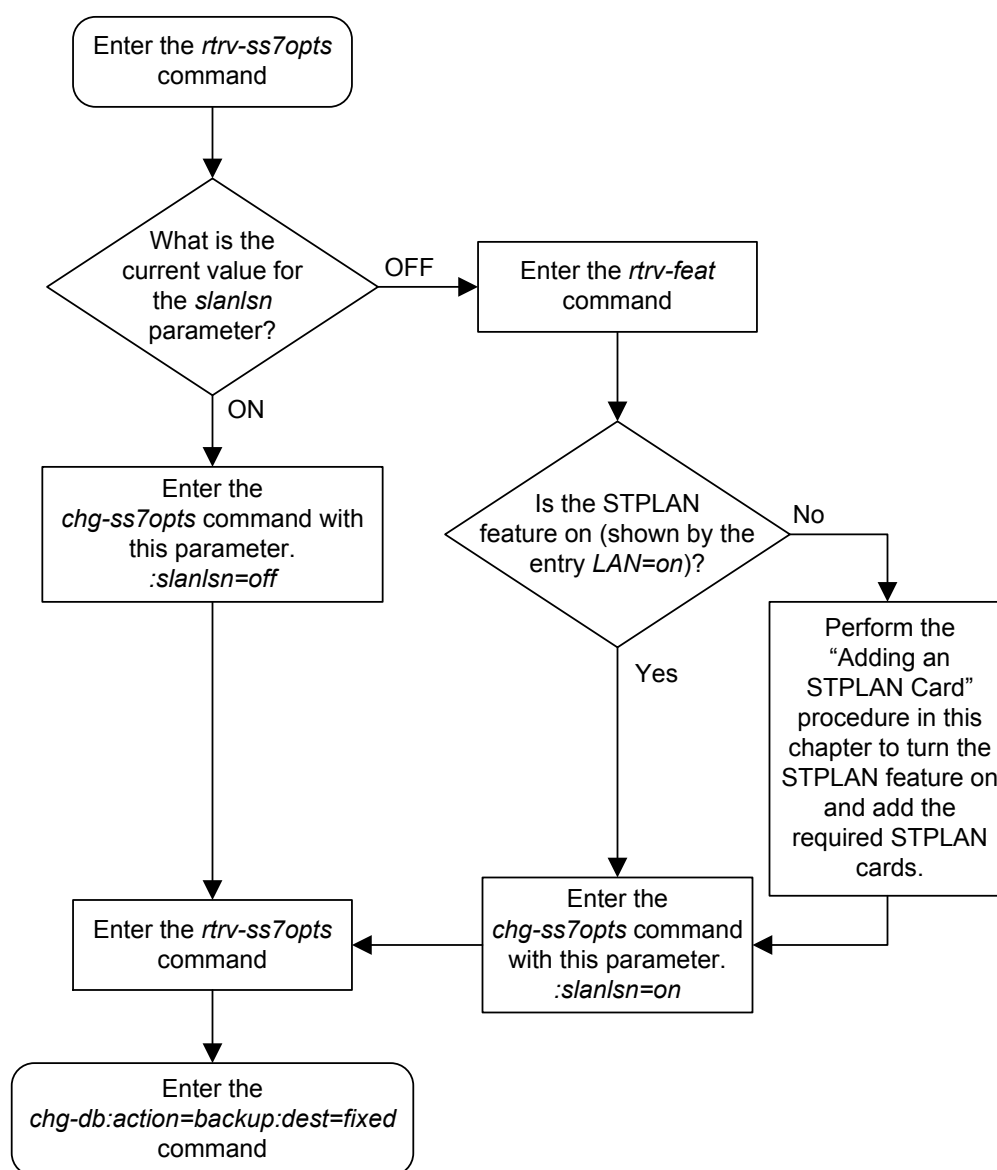 Enter the rtrv-ss7opts
command
What is the
current value for
the slanlsn
parameter?
OFF
Enter the rtrv-feat
command
ON
Enter the
chg-ss7opts command with
this parameter.
:slanlsn=off
Is the STPLAN
feature on (shown by the
entry LAN=on)?
No
Yes
Perform the
“Adding an
STPLAN Card”
procedure in this
chapter to turn the
STPLAN feature on
and add the
required STPLAN
cards.
Enter the
chg-ss7opts command
with this parameter.
:slanlsn=on
Enter the rtrv-ss7opts
command
Enter the
chg-db:action=backup:dest=fixed
command